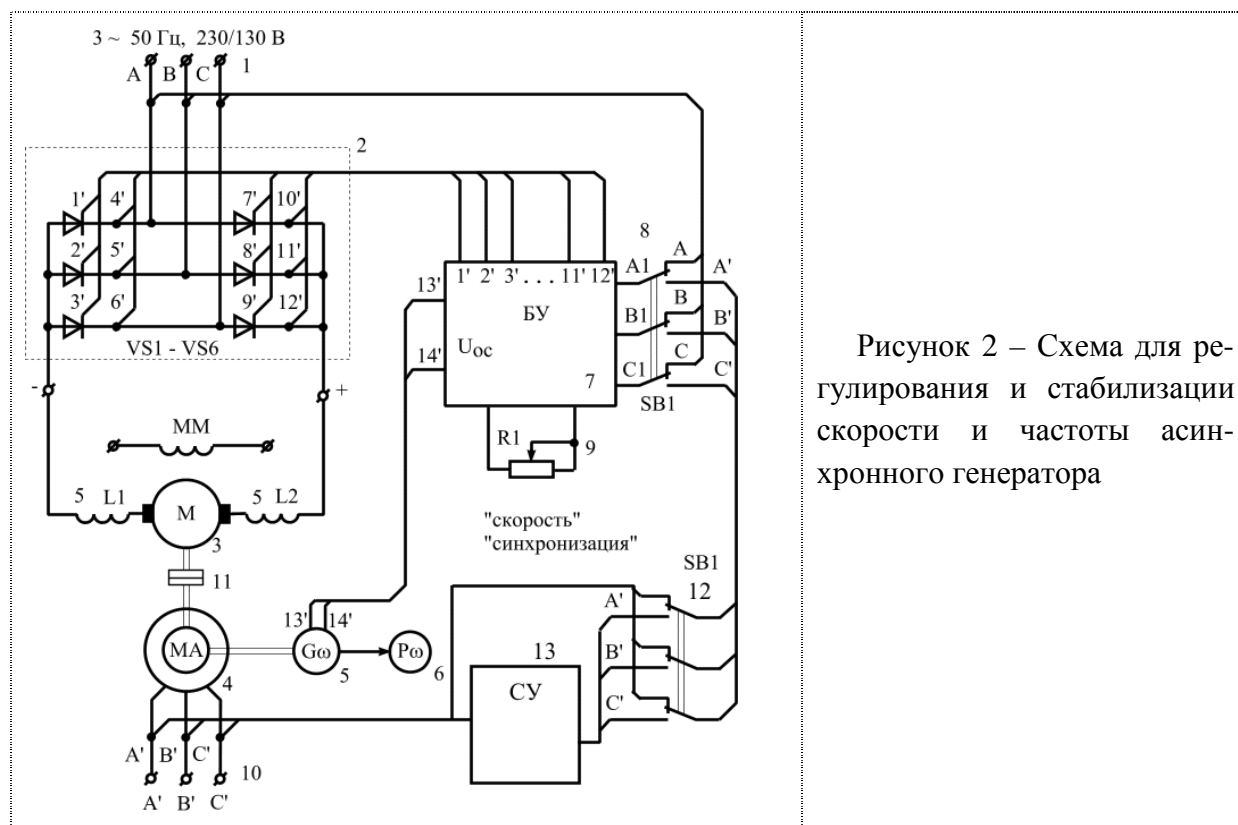 3 ~ 50 Гц, 230/130 В
A B C 1
2
1' 4' 7' 10'
2' 5' 8' 11'
3' 6' 9' 12'
VS1 - VS6
- +
MM
5 L1 M 5 L2
3
11
MA
4
13' 14'
Gω Pω
5 6
A' B' C' 10
A' B' C'
1' 2' 3' . . . 11' 12'
13'
БУ
Uос
14'
7
8
A1 A A'
B1 B B'
C1 C C'
SB1
R1 9
"скорость"
"синхронизация"
SB1
12
A'
B'
C'
13
СУ
Рисунок 2 – Схема для ре-
гулирования и стабилизации
скорости и частоты асин-
хронного генератора